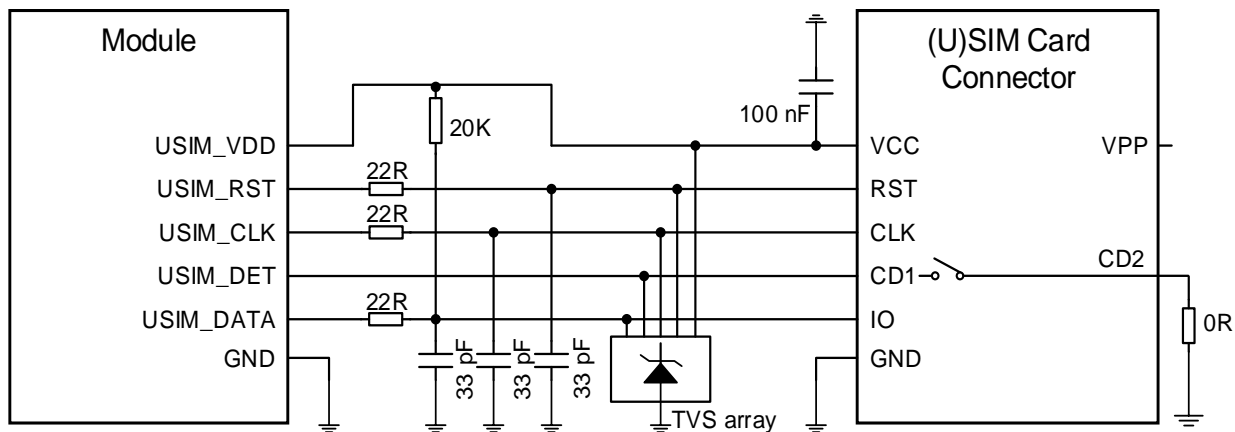 Module
(U)SIM Card
Connector
100 nF
20K
USIM_VDD
VCC
VPP
22R
USIM_RST
RST
22R
USIM_CLK
CLK
USIM_DET
CD1
CD2
22R
USIM_DATA
IO
0R
GND
33 pF
33 pF
33 pF
GND
TVS array